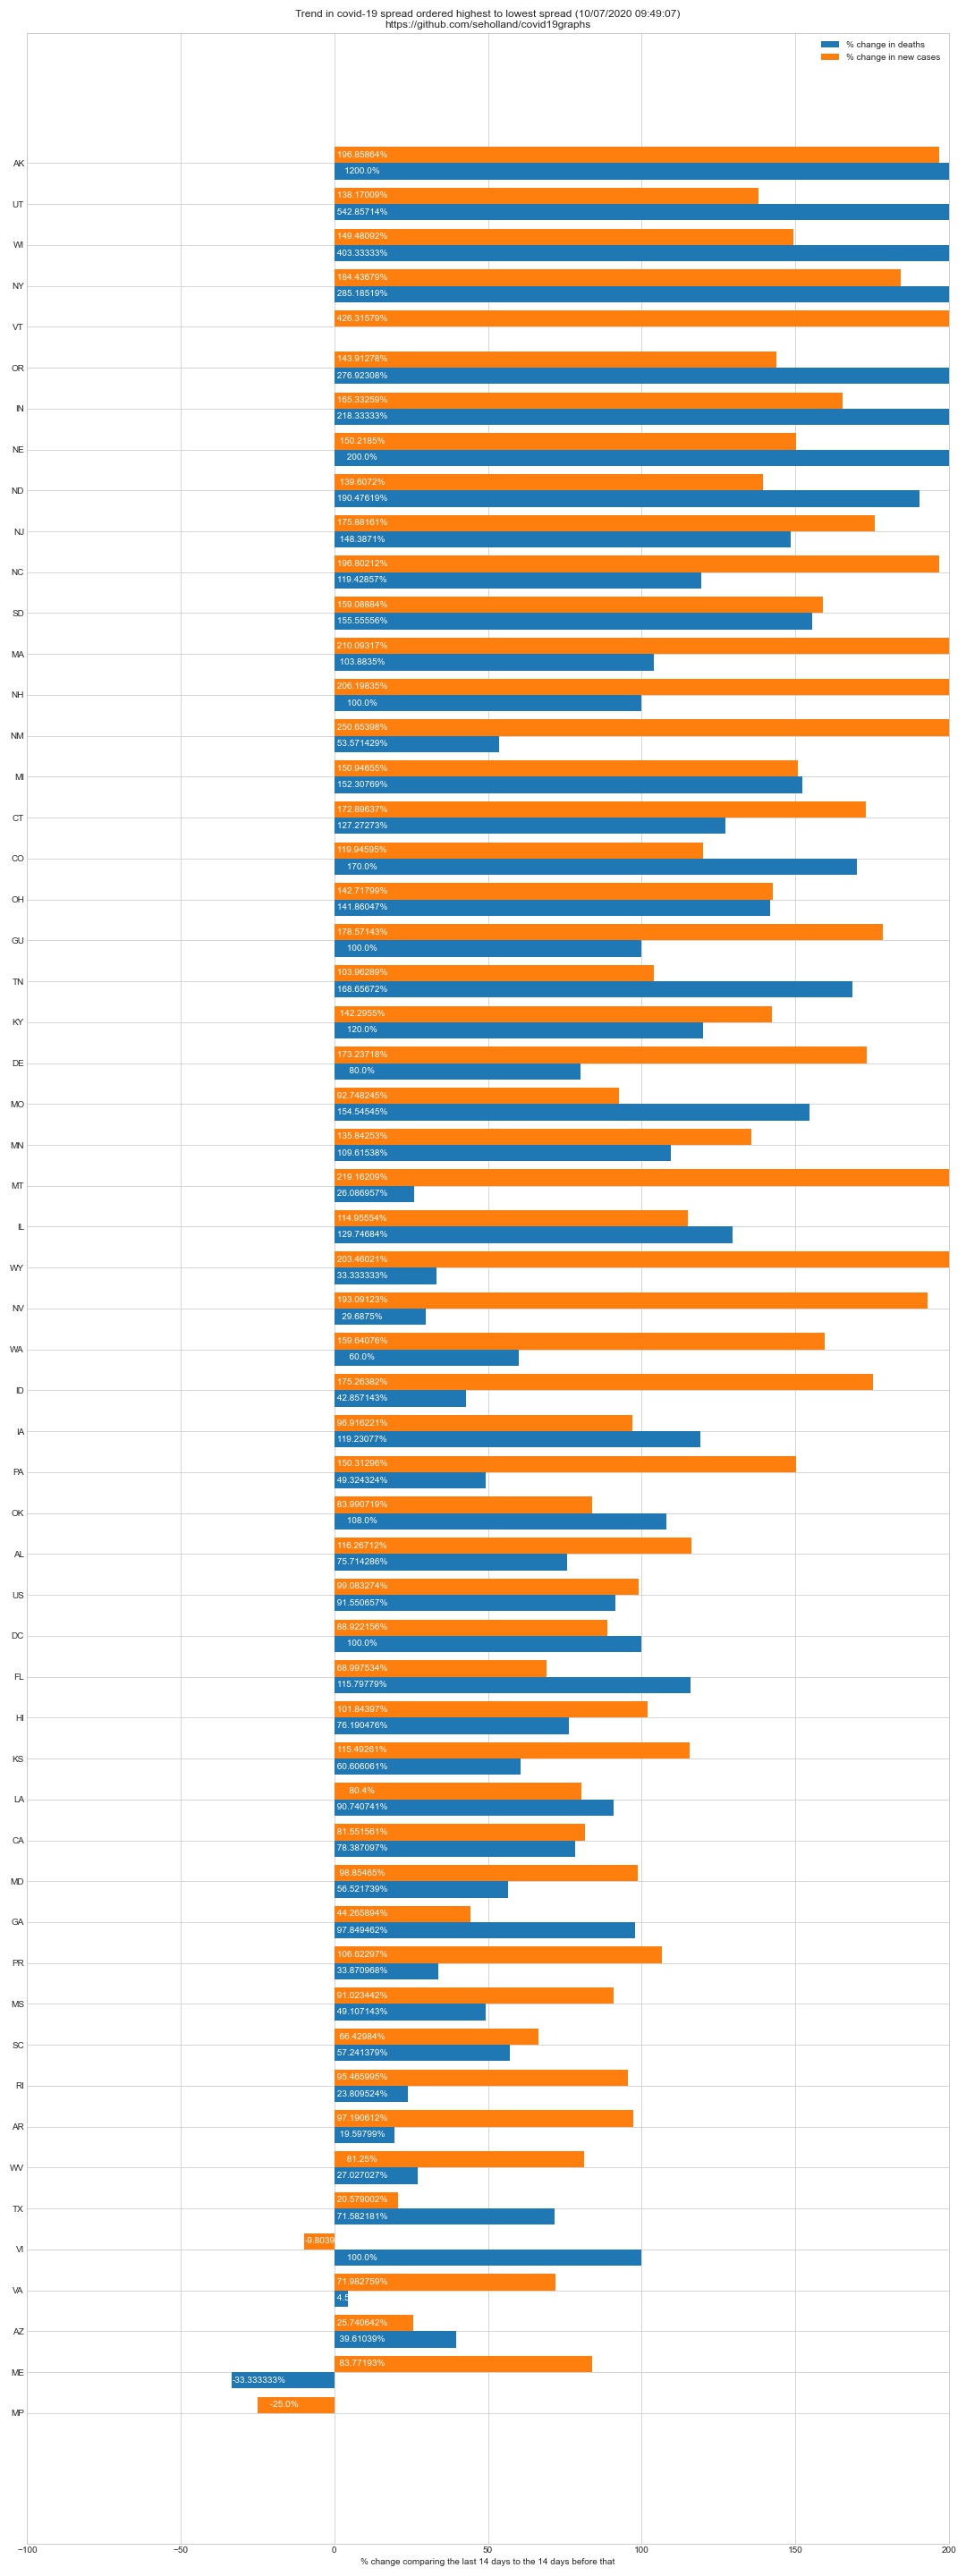 Trend in covid-19 spread ordered highest to lowest spread (10/07/2020 09:49:07)
https://github.com/seholland/covid19graphs
% change in deaths
% change in new cases
196.85864%
AK
1200.0%
138.17009%
UT
542.85714%
149.48092%
WI
403.33333%
184.43679%
NY
285.18519%
426.31579%
VT
143.91278%
OR
276.92308%
165.33259%
IN
218.33333%
150.2185%
NE
200.0%
139.6072%
ND
190.47619%
175.88161%
NJ
148.3871%
196.80212%
NC
119.42857%
159.08884%
SD
155.55556%
210.09317%
MA
103.8835%
206.19835%
NH
100.0%
250.65398%
NM
53.571429%
150.94655%
MI
152.30769%
172.89637%
CT
127.27273%
119.94595%
CO
170.0%
142.71799%
OH
141.86047%
178.57143%
GU
100.0%
103.96289%
TN
168.65672%
142.2955%
KY
120.0%
173.23718%
DE
80.0%
92.748245%
MO
154.54545%
135.84253%
MN
109.61538%
219.16209%
MT
26.086957%
114.95554%
IL
129.74684%
203.46021%
WY
33.333333%
193.09123%
NV
29.6875%
159.64076%
WA
60.0%
175.26382%
ID
42.857143%
96.916221%
IA
119.23077%
150.31296%
PA
49.324324%
83.990719%
OK
108.0%
116.26712%
AL
75.714286%
99.083274%
US
91.550657%
88.922156%
DC
100.0%
68.997534%
FL
115.79779%
101.84397%
HI
76.190476%
115.49261%
KS
60.606061%
80.4%
LA
90.740741%
81.551561%
CA
78.387097%
98.85465%
MD
56.521739%
44.265894%
GA
97.849462%
106.62297%
PR
33.870968%
91.023442%
MS
49.107143%
66.42984%
SC
57.241379%
95.465995%
RI
23.809524%
97.190612%
AR
19.59799%
81.25%
WV
27.027027%
20.579002%
TX
71.582181%
-9.8039
VI
100.0%
71.982759%
VA
25.740642%
AZ
39.61039%
83.77193%
ME
-33.333333%
-25.0%
MP
−100 −50 0 50 100 150 200
% change comparing the last 14 days to the 14 days before that